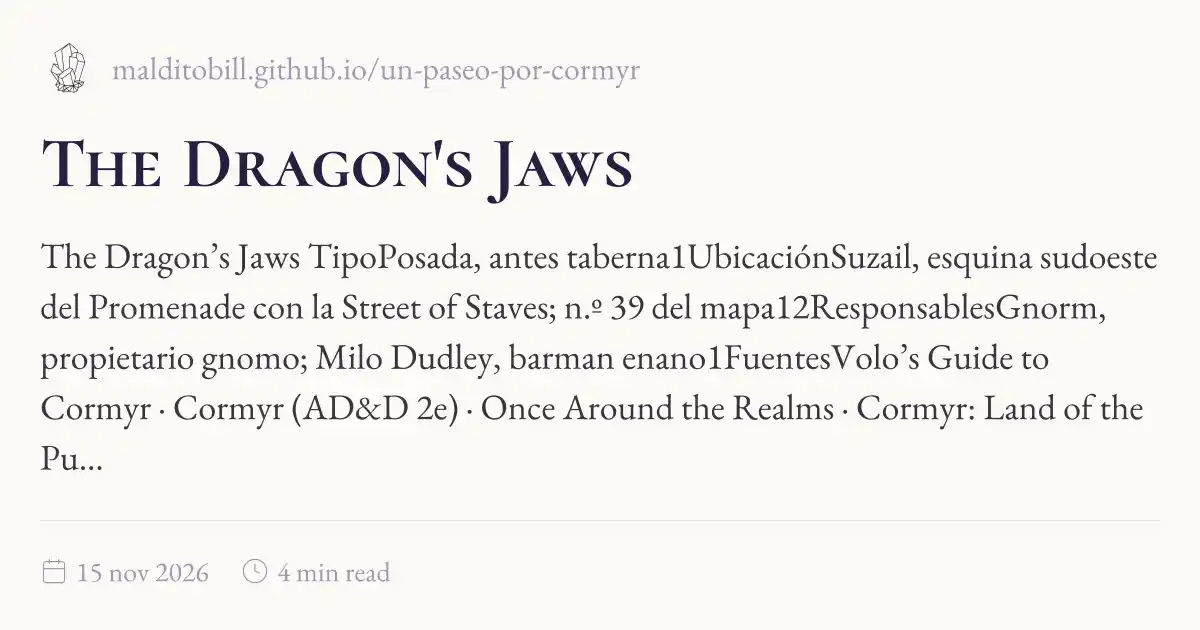 malditobill.github.io/un-paseo-por-cormyr
The Dragon's Jaws
The Dragon’s Jaws TipoPosada, antes taberna1UbicaciónSuzail, esquina sudoeste
del Promenade con la Street of Staves; n.º 39 del mapa12ResponsablesGnorm,
propietario gnomo; Milo Dudley, barman enano1FuentesVolo’s Guide to
Cormyr · Cormyr (AD&D 2e) · Once Around the Realms · Cormyr: Land of the
Pu...
15 nov 2026
4 min read